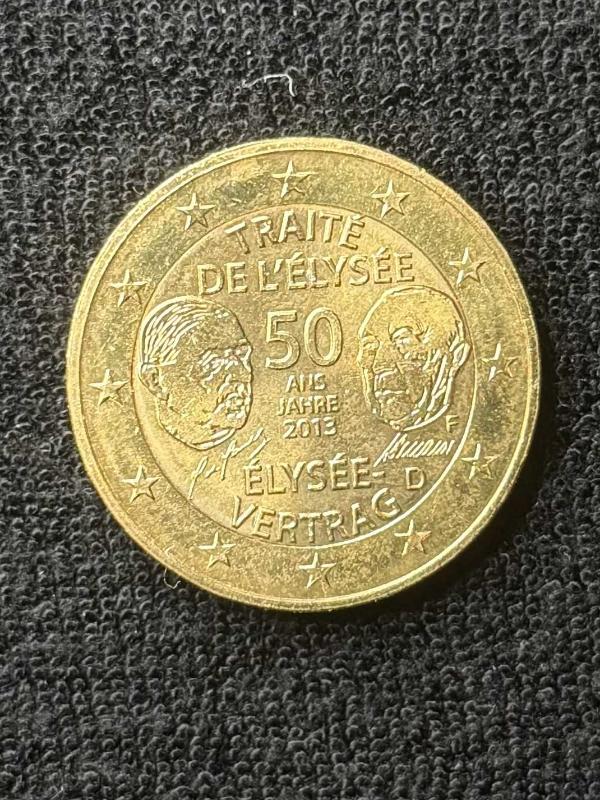 TRAITÉ
DE L'ÉLYSÉE
50
ANS
JAHRE
2013
F
ÉLYSÉE-
D
VERTRAG